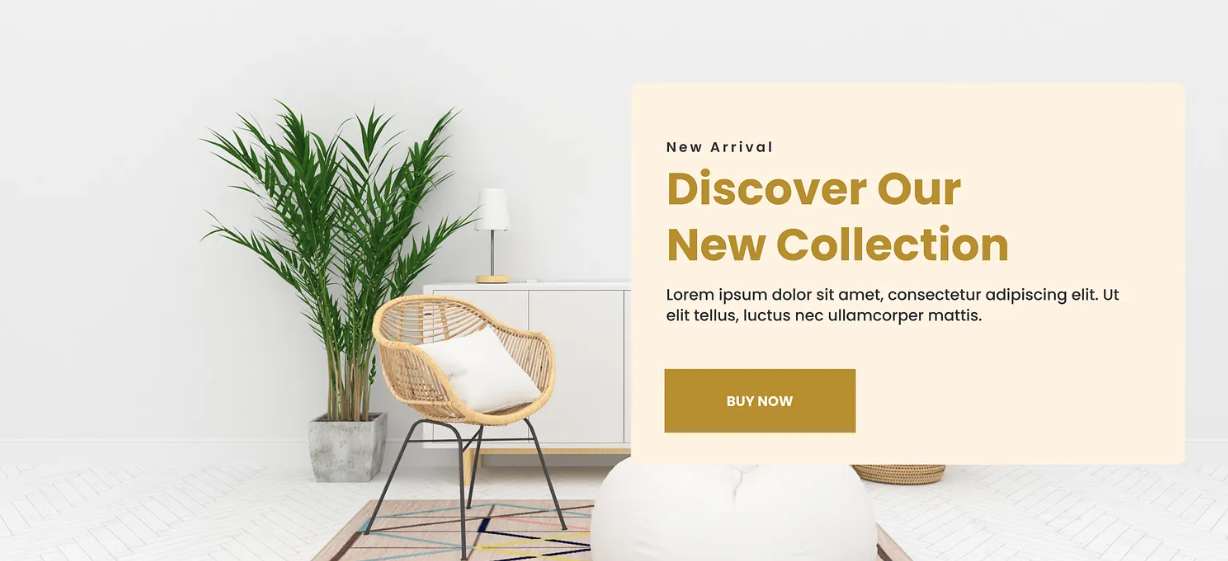 New Arrival
Discover Our
New Collection
Lorem ipsum dolor sit amet, consectetur adipiscing elit. Ut
elit tellus, luctus nec ullamcorper mattis.
BUY NOW